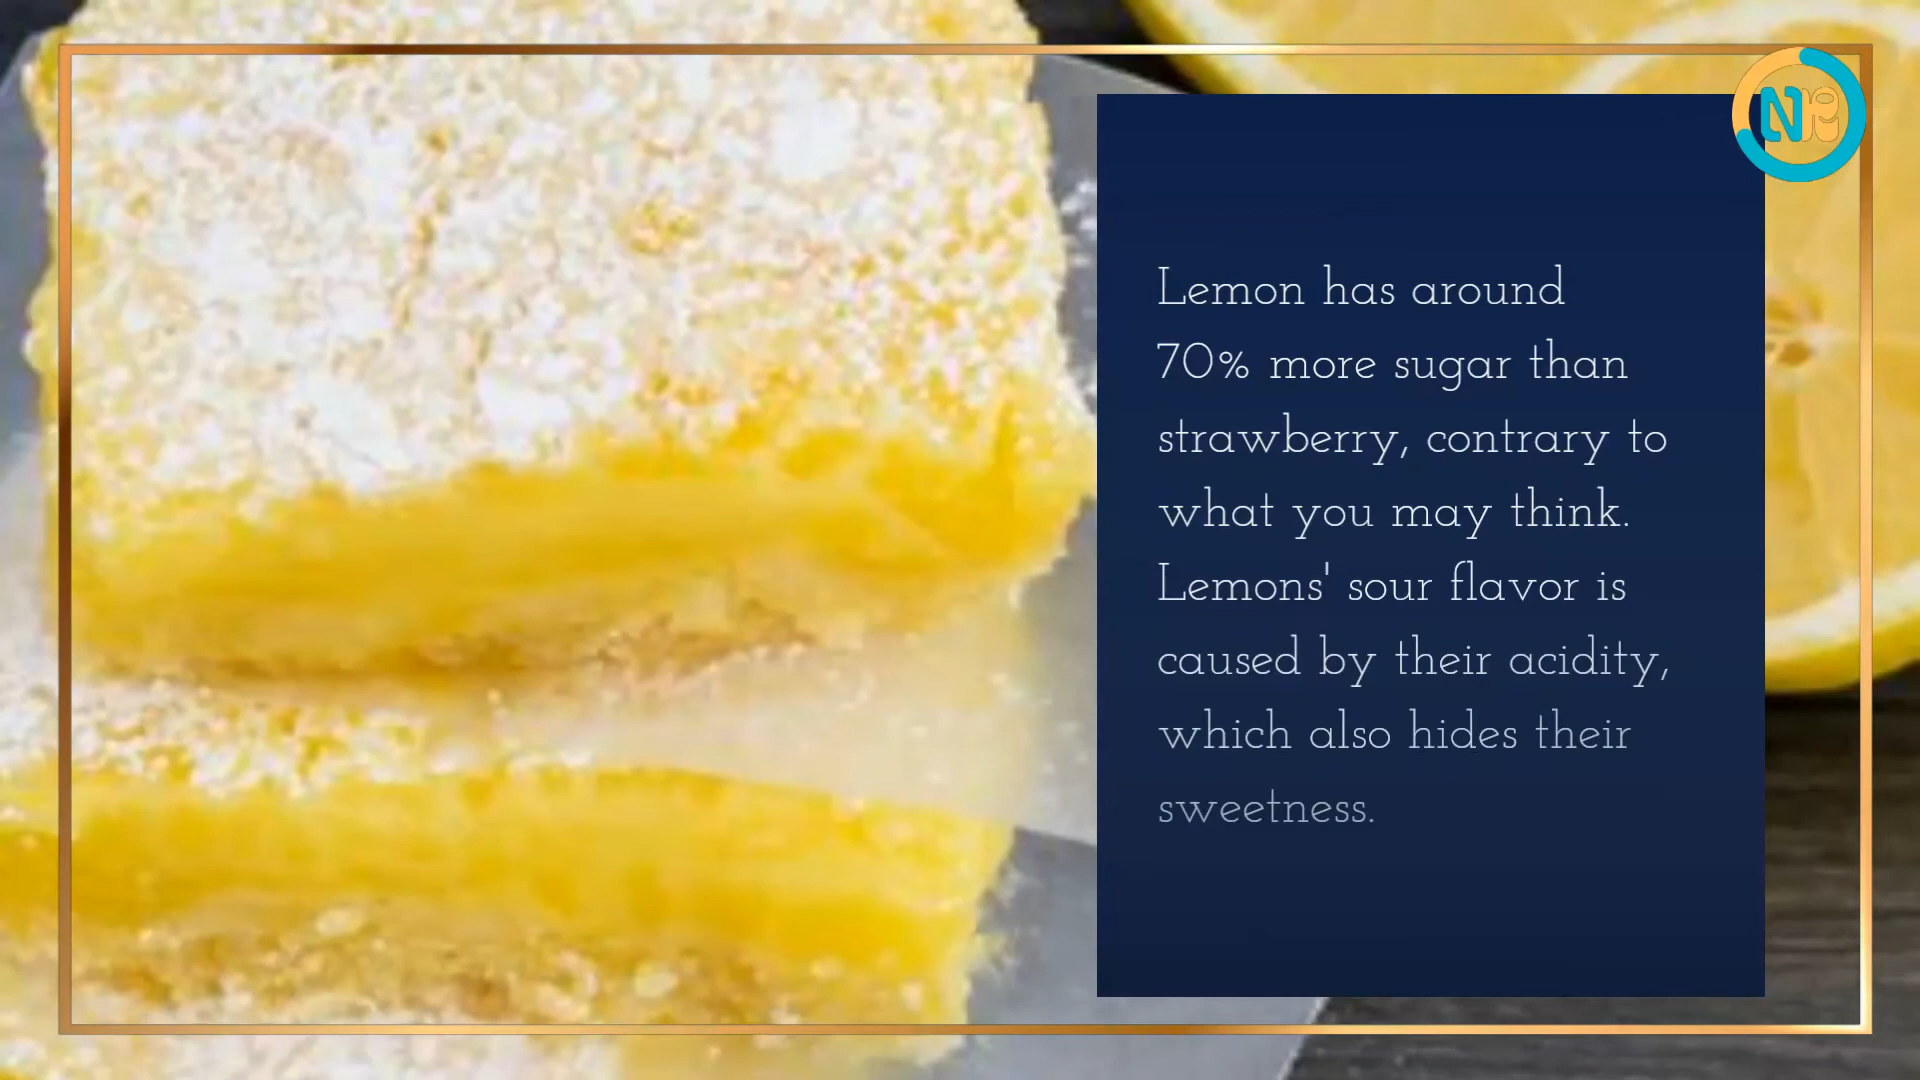 Lemon has around
70% more sugar than
strawberry, contrary to
what you may think.
Lemons' sour flavor is
caused by their acidity,
which also hides their
sweetness.